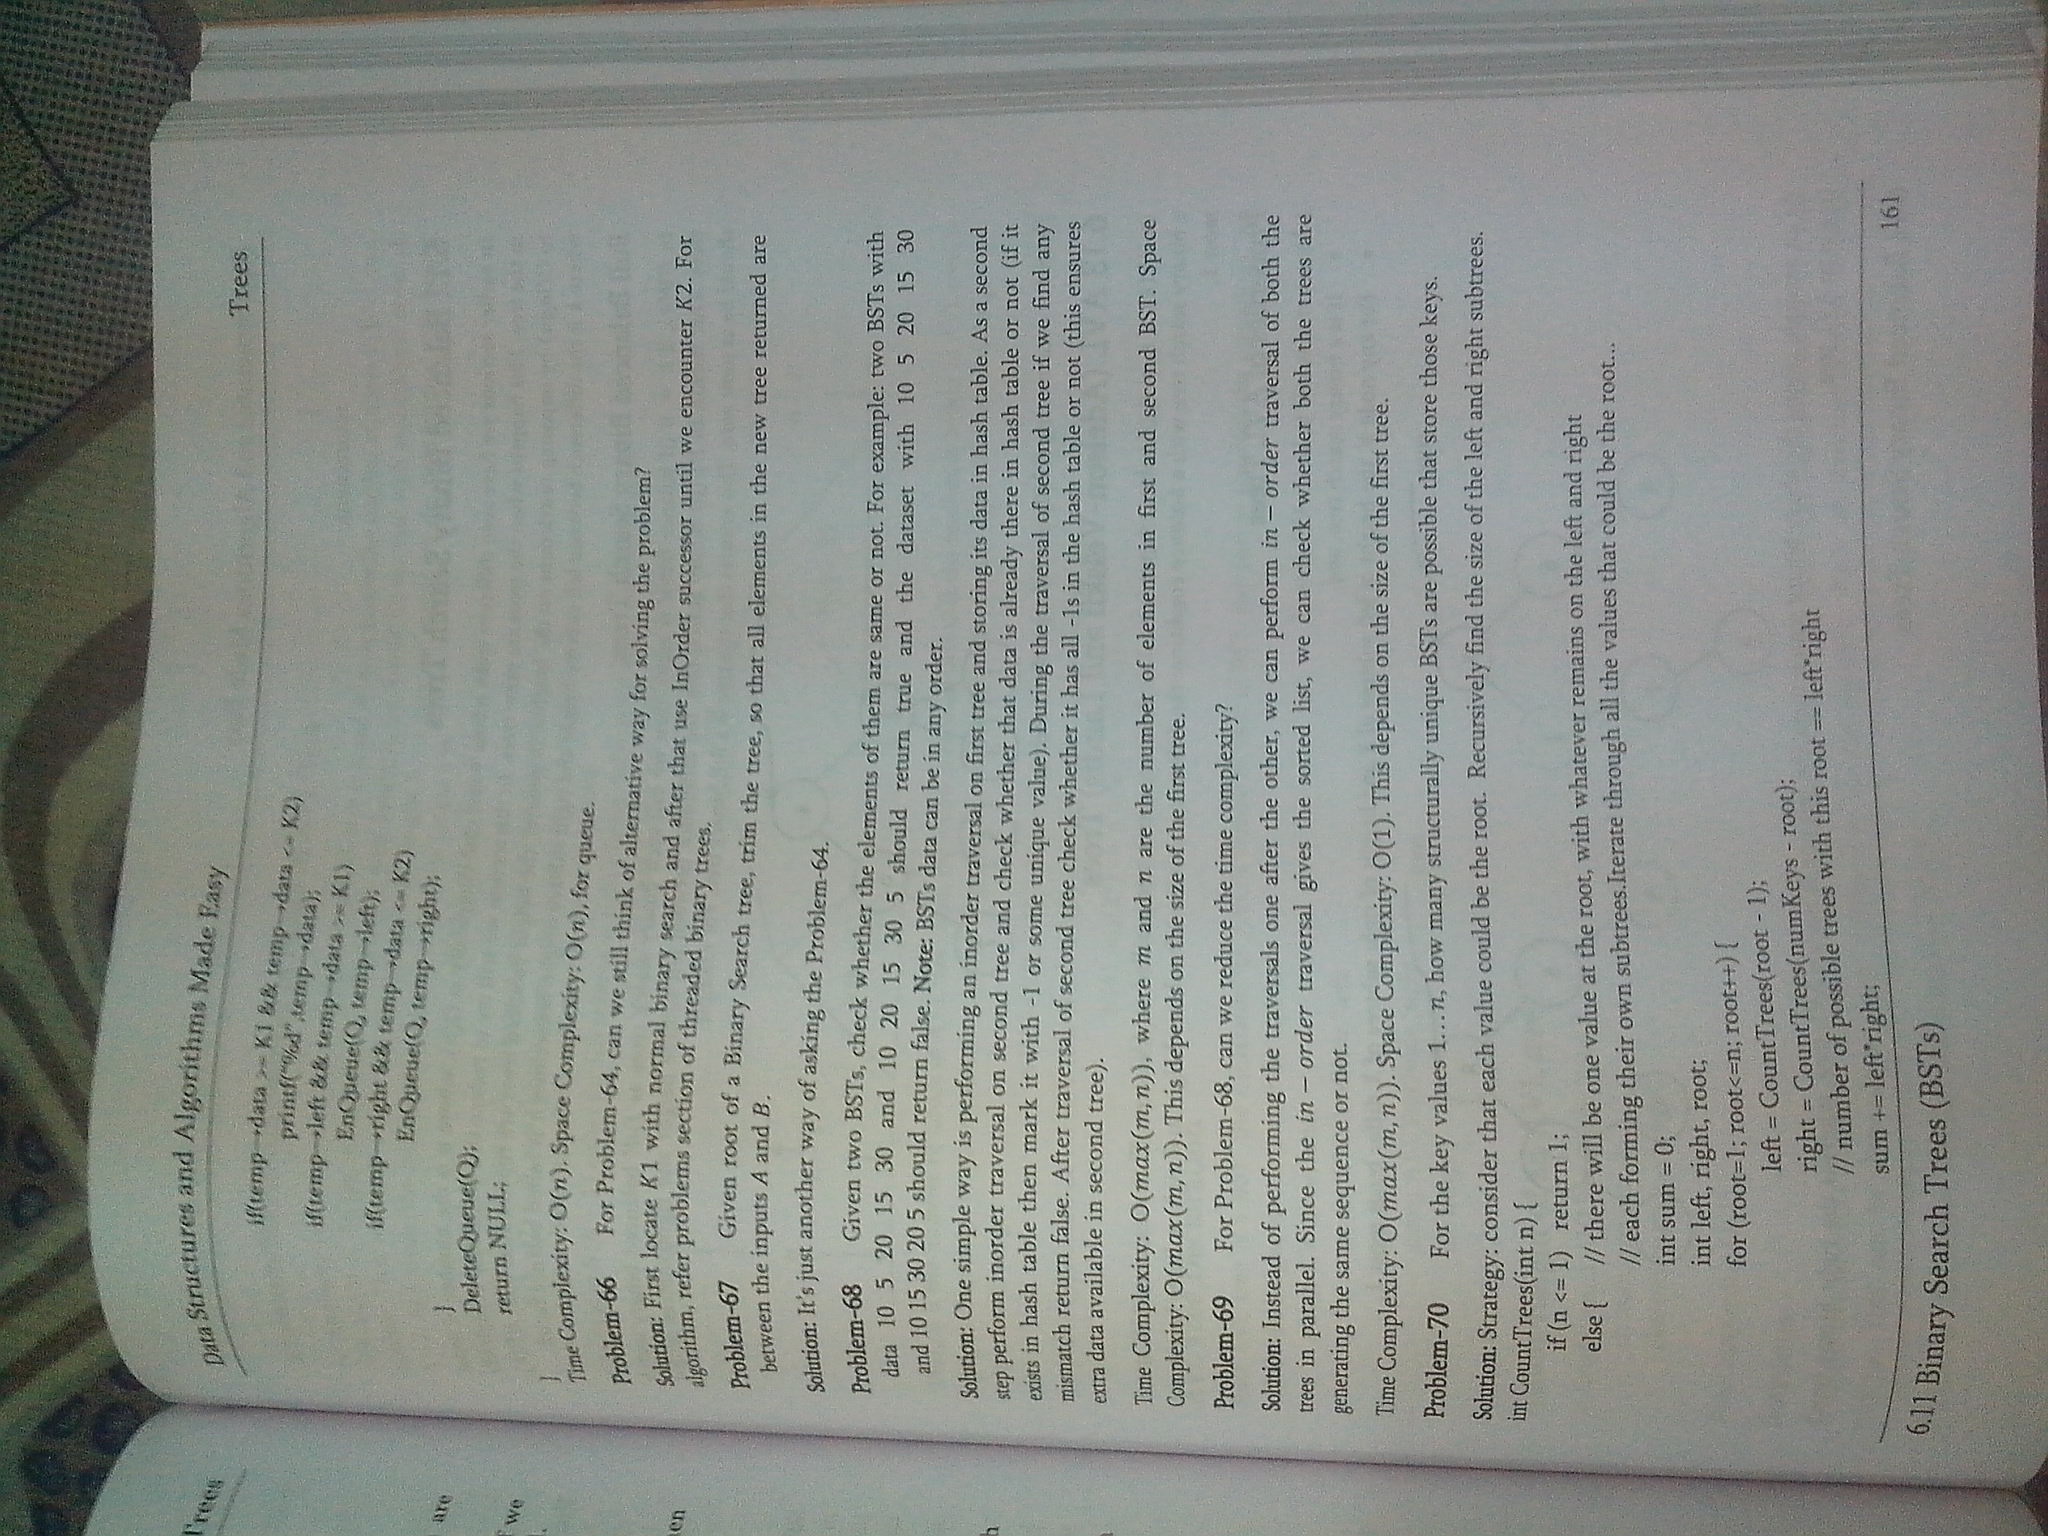 Trees
are
f we
l.
en
h
Data Structures and Algorithms Made Easy
Trees
if(temp→data >= K1 && temp→data <= K2)
printf("%d",temp→data);
if(temp→left && temp→data >= K1)
EnQueue(Q, temp→left);
if(temp→right && temp→data <= K2)
EnQueue(Q, temp→right);
}
DeleteQueue(Q);
return NULL;
}
Time Complexity: O(n). Space Complexity: O(n), for queue.
Problem-66 For Problem-64, can we still think of alternative way for solving the problem?
Solution: First locate K1 with normal binary search and after that use InOrder successor until we encounter K2. For
algorithm, refer problems section of threaded binary trees.
Problem-67 Given root of a Binary Search tree, trim the tree, so that all elements in the new tree returned are
between the inputs A and B.
Solution: It's just another way of asking the Problem-64.
Problem-68 Given two BSTs, check whether the elements of them are same or not. For example: two BSTs with
data 10 5 20 15 30 and 10 20 15 30 5 should return true and the dataset with 10 5 20 15 30
and 10 15 30 20 5 should return false. Note: BSTs data can be in any order.
Solution: One simple way is performing an inorder traversal on first tree and storing its data in hash table. As a second
step perform inorder traversal on second tree and check whether that data is already there in hash table or not (if it
exists in hash table then mark it with -1 or some unique value). During the traversal of second tree if we find any
mismatch return false. After traversal of second tree check whether it has all -1s in the hash table or not (this ensures
extra data available in second tree).
Time Complexity: O(max(m,n)), where m and n are the number of elements in first and second BST. Space
Complexity: O(max(m,n)). This depends on the size of the first tree.
Problem-69 For Problem-68, can we reduce the time complexity?
Solution: Instead of performing the traversals one after the other, we can perform in – order traversal of both the
trees in parallel. Since the in – order traversal gives the sorted list, we can check whether both the trees are
generating the same sequence or not.
Time Complexity: O(max(m,n)). Space Complexity: O(1). This depends on the size of the first tree.
Problem-70 For the key values 1...n, how many structurally unique BSTs are possible that store those keys.
Solution: Strategy: consider that each value could be the root. Recursively find the size of the left and right subtrees.
int CountTrees(int n) {
if (n <= 1) return 1;
else { // there will be one value at the root, with whatever remains on the left and right
// each forming their own subtrees.Iterate through all the values that could be the root...
int sum = 0;
int left, right, root;
for (root=1; root<=n; root++) {
left = CountTrees(root - 1);
right = CountTrees(numKeys - root);
// number of possible trees with this root == left*right
sum += left*right;
6.11 Binary Search Trees (BSTs)
161